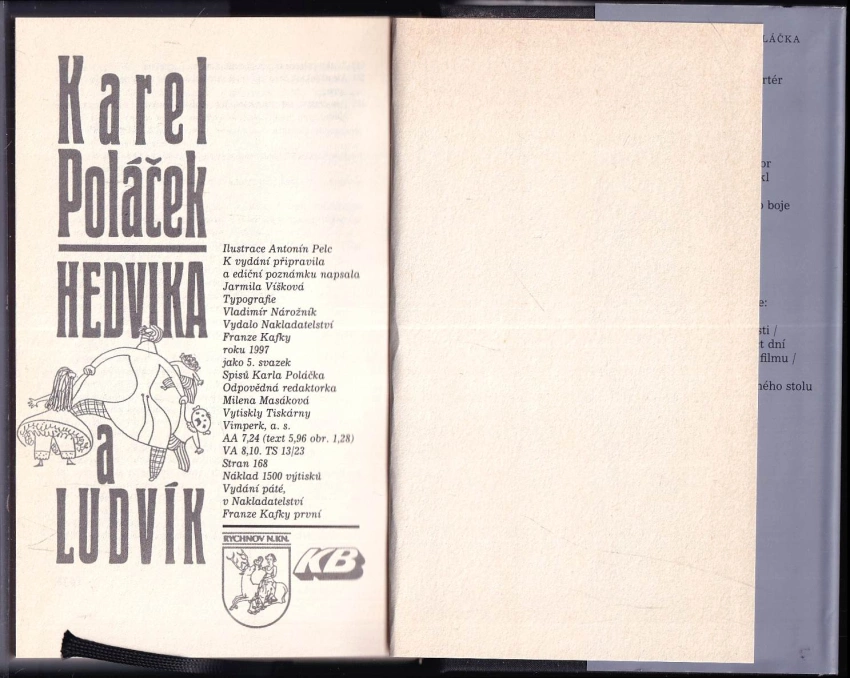 Karel
Poláček
HEDVIKA
a
LUDVÍK
Ilustrace Antonín Pelc
K vydání připravila
a ediční poznámku napsala
Jarmila Víšková
Typografie
Vladimír Nárožník
Vydalo Nakladatelství
Franze Kafky
roku 1997
jako 5. svazek
Spisů Karla Poláčka
Odpovědná redaktorka
Milena Masáková
Vytiskly Tiskárny
Vimperk, a. s.
AA 7,24 (text 5,96 obr. 1,28)
VA 8,10. TS 13/23
Stran 168
Náklad 1500 výtisků
Vydání páté,
v Nakladatelství
Franze Kafky první
RYCHNOV N.KN.
KB
LÁČKA
rtér
or
kl
boje
e:
sti /
rt dní
filmu /
ného stolu